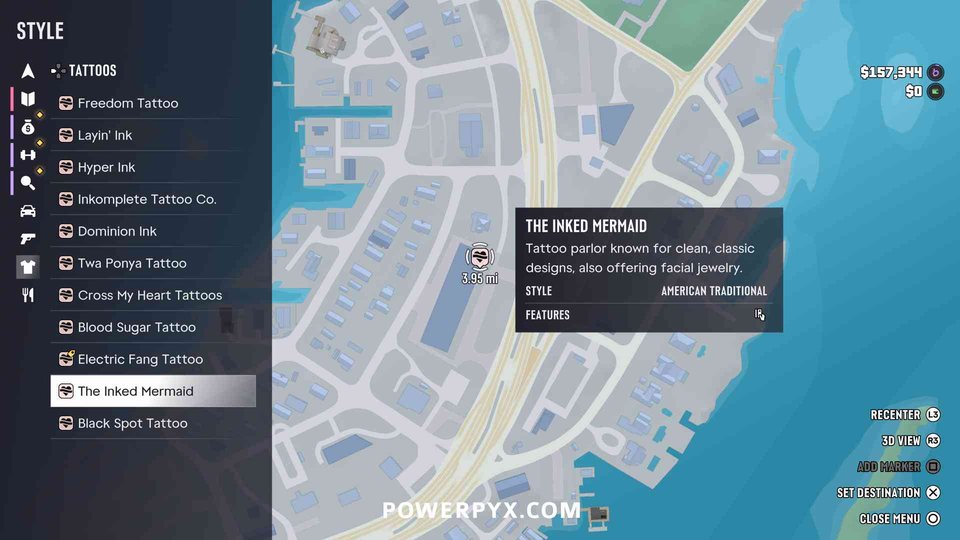 STYLE
TATTOOS
Freedom Tattoo
Layin' Ink
Hyper Ink
Inkomplete Tattoo Co.
Dominion Ink
Twa Ponya Tattoo
Cross My Heart Tattoos
Blood Sugar Tattoo
Electric Fang Tattoo
The Inked Mermaid
Black Spot Tattoo
$157,344
$0
3.95 mi
THE INKED MERMAID
Tattoo parlor known for clean, classic
designs, also offering facial jewelry.
STYLE AMERICAN TRADITIONAL
FEATURES
RECENTER L3
3D VIEW R3
ADD MARKER
SET DESTINATION
CLOSE MENU
POWERPYX.COM